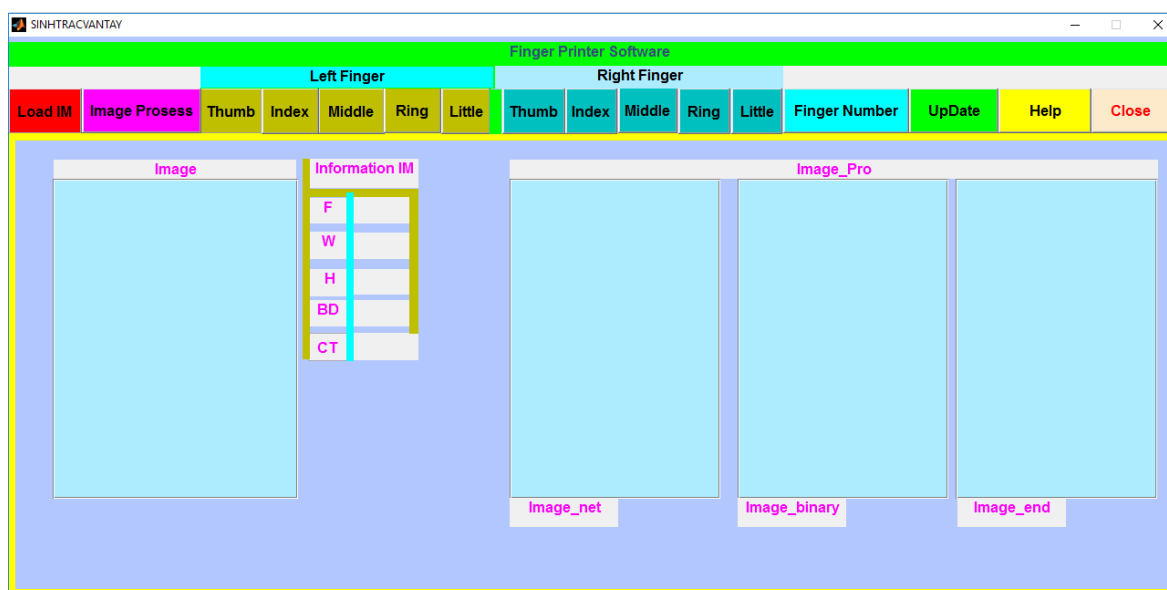 SINHTRACVANTAY
Finger Printer Software
Left Finger Right Finger
Load IM Image Prosess Thumb Index Middle Ring Little Thumb Index Middle Ring Little Finger Number UpDate Help Close
Image Information IM Image_Pro
F
W
H
BD
CT
Image_net Image_binary Image_end